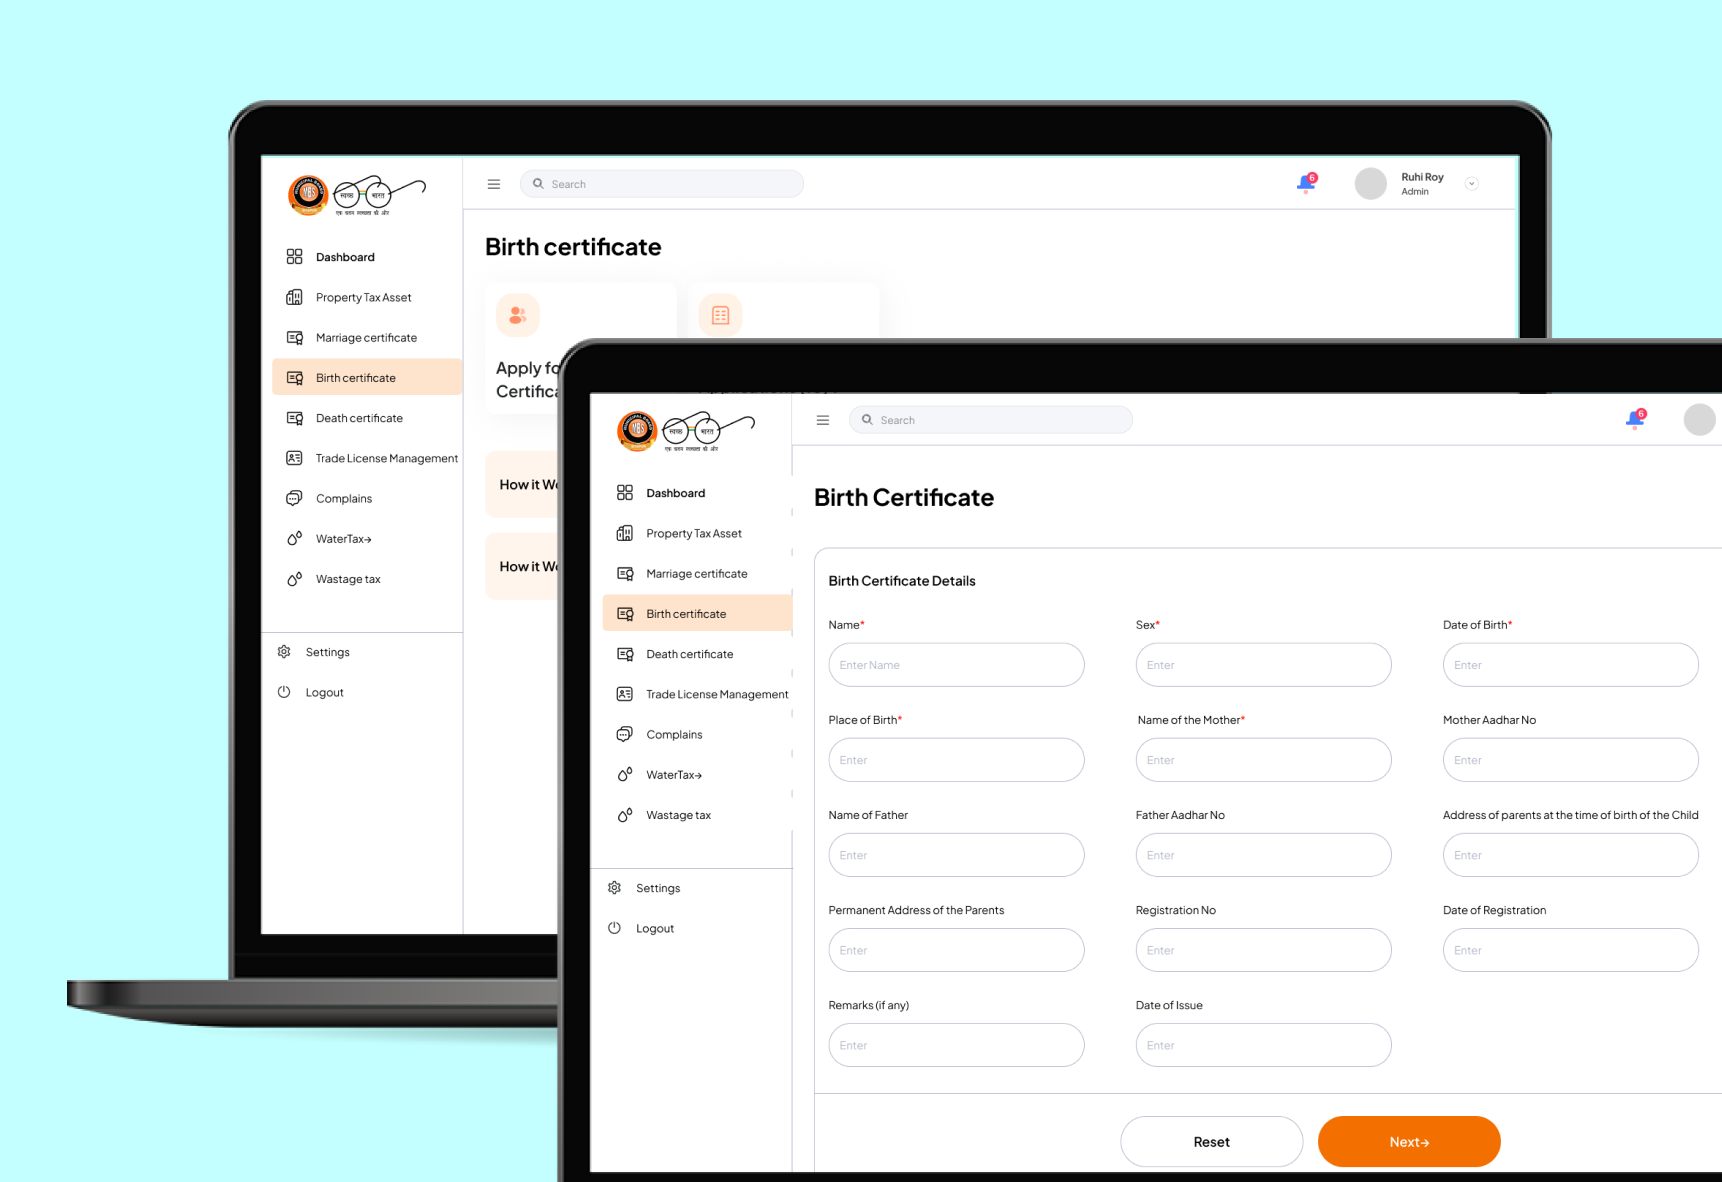 स्वच्छ भारत
एक कदम स्वच्छता की ओर
Search
6
Ruhi Roy
Admin
Dashboard
Property Tax Asset
Marriage certificate
Birth certificate
Death certificate
Trade License Management
Complains
WaterTax→
Wastage tax
Settings
Logout
Birth certificate
Apply fo
Certifica
How it Wo
How it Wo
स्वच्छ भारत
एक कदम स्वच्छता की ओर
Search
6
Dashboard
Property Tax Asset
Marriage certificate
Birth certificate
Death certificate
Trade License Management
Complains
WaterTax→
Wastage tax
Settings
Logout
Birth Certificate
Birth Certificate Details
Name*
Enter Name
Sex*
Enter
Date of Birth*
Enter
Place of Birth*
Enter
Name of the Mother*
Enter
Mother Aadhar No
Enter
Name of Father
Enter
Father Aadhar No
Enter
Address of parents at the time of birth of the Child
Enter
Permanent Address of the Parents
Enter
Registration No
Enter
Date of Registration
Enter
Remarks (if any)
Enter
Date of Issue
Enter
Reset
Next→